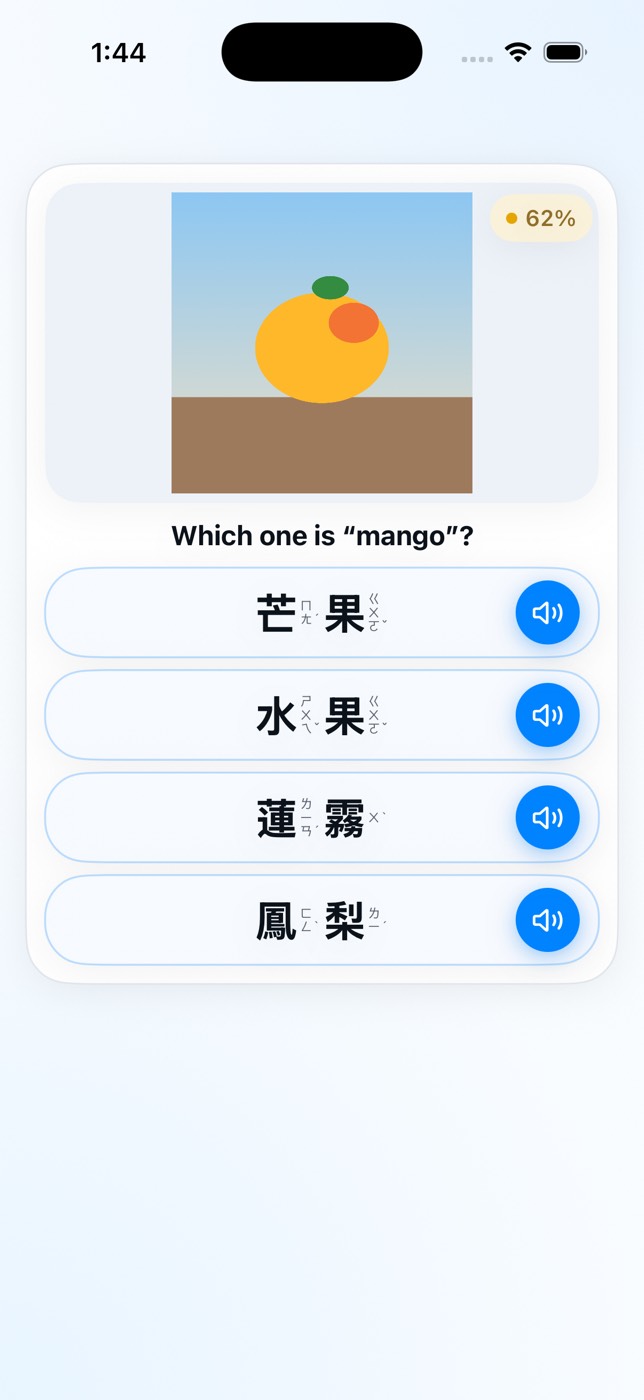 1:44
62%
Which one is “mango”?
芒ㄇㄤˊ果ㄍㄨㄛˇ
水ㄕㄨㄟˇ果ㄍㄨㄛˇ
蓮ㄌㄧㄢˊ霧ㄨˋ
鳳ㄈㄥˋ梨ㄌㄧˊ